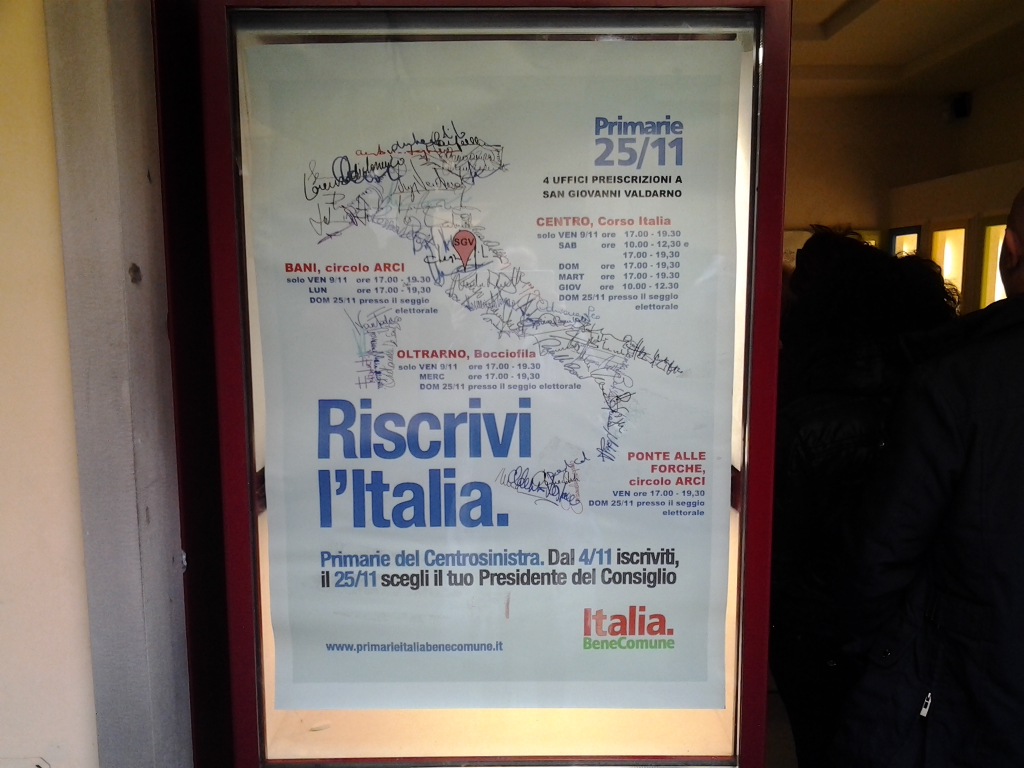 Primarie
25/11
4 UFFICI PREISCRIZIONI A
SAN GIOVANNI VALDARNO
CENTRO, Corso Italia
solo VEN 9/11 ore 17.00 - 19.30
SAB ore 10.00 - 12,30 e
17.00 - 19,30
DOM ore 17.00 - 19,30
MART ore 17.00 - 19.30
GIOV ore 10.00 - 12.30
DOM 25/11 presso il seggio
elettorale
SGV
BANI, circolo ARCI
solo VEN 9/11 ore 17.00 - 19.30
LUN ore 17.00 - 19,30
DOM 25/11 presso il seggio
elettorale
OLTRARNO, Bocciofila
solo VEN 9/11 ore 17.00 - 19.30
MERC ore 17.00 - 19,30
DOM 25/11 presso il seggio elettorale
Riscrivi
l'Italia.
PONTE ALLE
FORCHE,
circolo ARCI
VEN ore 17.00 - 19,30
DOM 25/11 presso il seggio
elettorale
Primarie del Centrosinistra. Dal 4/11 iscriviti,
il 25/11 scegli il tuo Presidente del Consiglio
Italia.
BeneComune
www.primarieitaliabenecomune.it